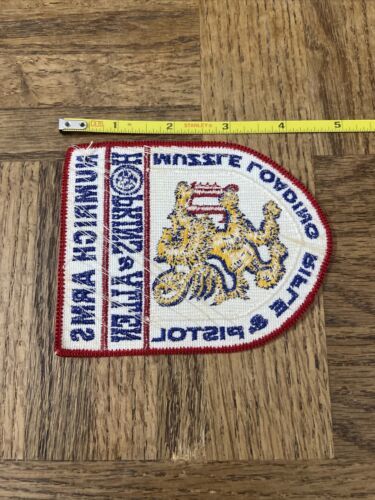 1 2 STANLEY 3 4 5
MUZZLE LOADING RIFLE & PISTOL
HOPKINS & ALLEN
NUMRICH ARMS